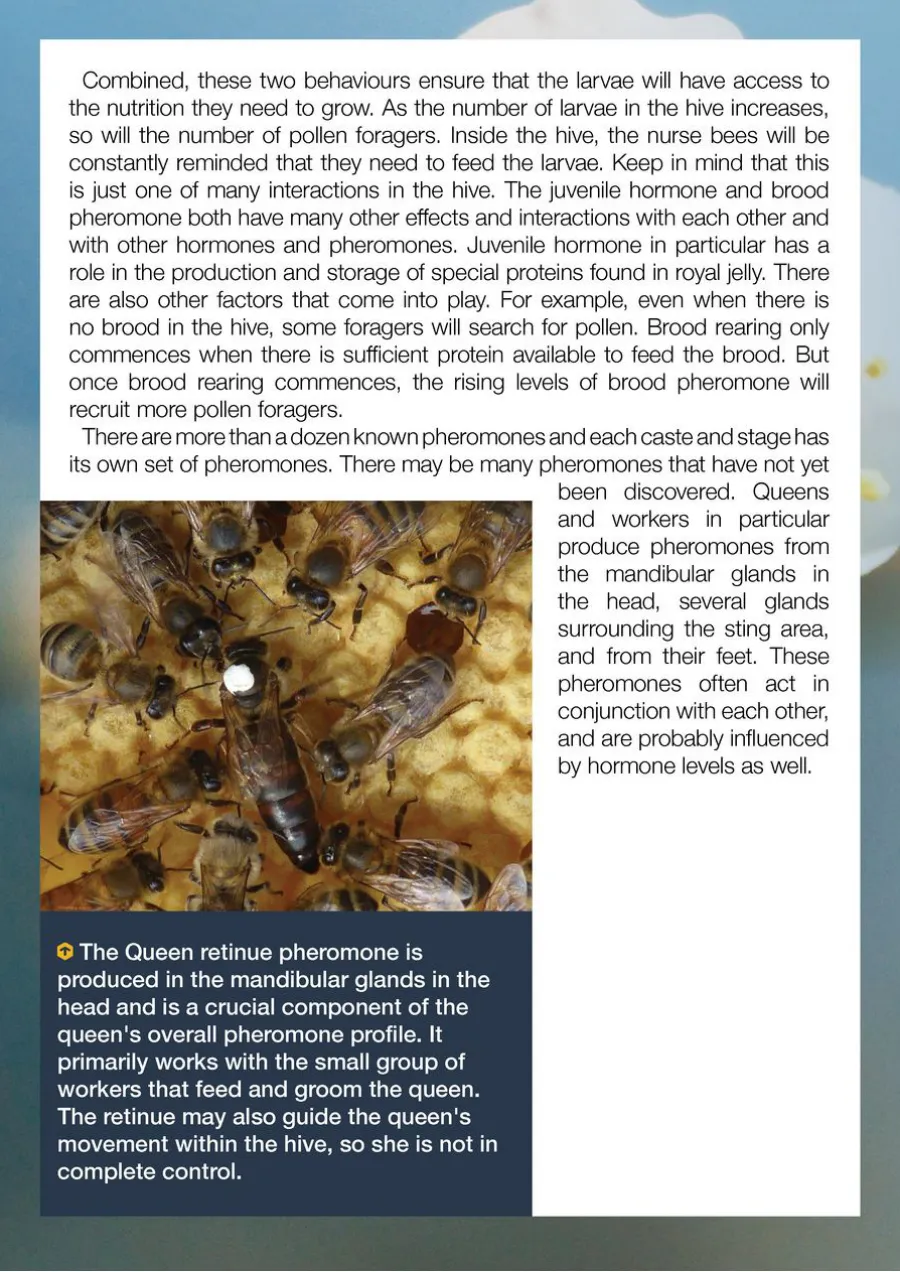 Combined, these two behaviours ensure that the larvae will have access to
the nutrition they need to grow. As the number of larvae in the hive increases,
so will the number of pollen foragers. Inside the hive, the nurse bees will be
constantly reminded that they need to feed the larvae. Keep in mind that this
is just one of many interactions in the hive. The juvenile hormone and brood
pheromone both have many other effects and interactions with each other and
with other hormones and pheromones. Juvenile hormone in particular has a
role in the production and storage of special proteins found in royal jelly. There
are also other factors that come into play. For example, even when there is
no brood in the hive, some foragers will search for pollen. Brood rearing only
commences when there is sufficient protein available to feed the brood. But
once brood rearing commences, the rising levels of brood pheromone will
recruit more pollen foragers.
There are more than a dozen known pheromones and each caste and stage has
its own set of pheromones. There may be many pheromones that have not yet
been discovered. Queens
and workers in particular
produce pheromones from
the mandibular glands in
the head, several glands
surrounding the sting area,
and from their feet. These
pheromones often act in
conjunction with each other,
and are probably influenced
by hormone levels as well.
The Queen retinue pheromone is
produced in the mandibular glands in the
head and is a crucial component of the
queen's overall pheromone profile. It
primarily works with the small group of
workers that feed and groom the queen.
The retinue may also guide the queen's
movement within the hive, so she is not in
complete control.